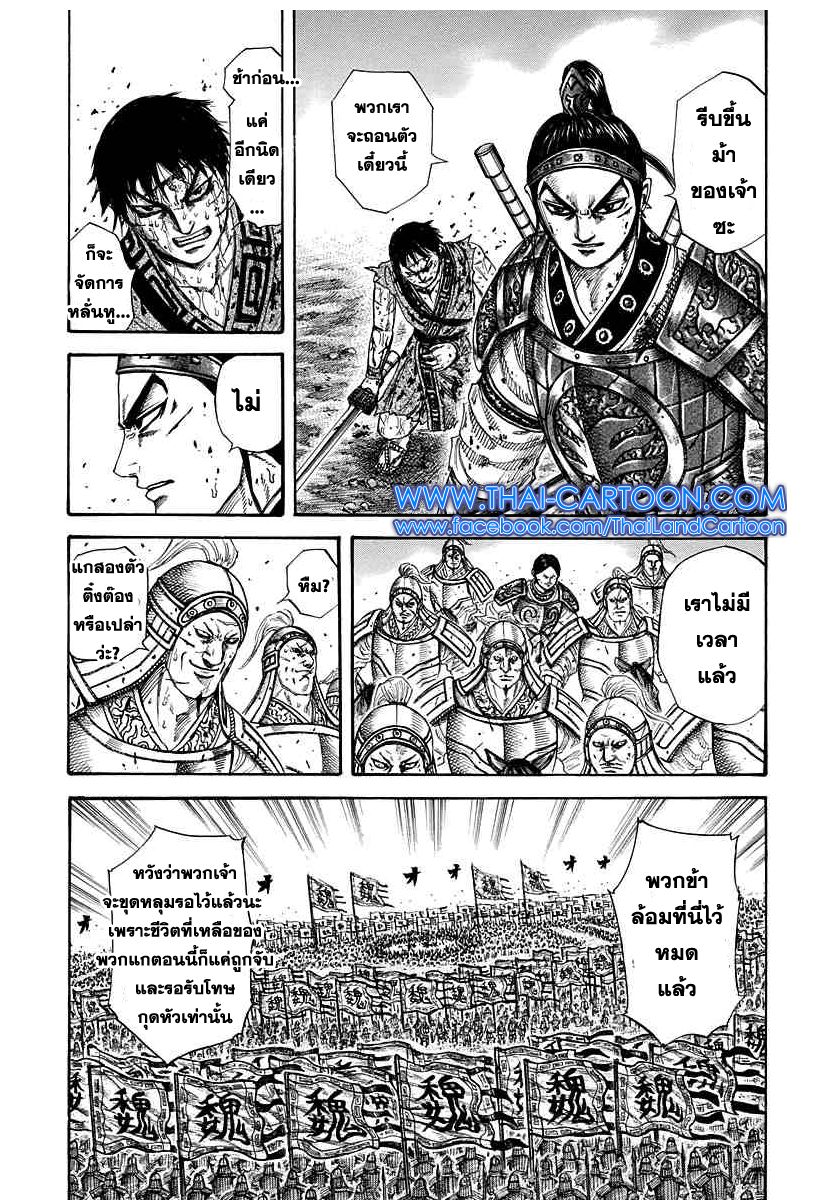 รีบขึ้น
ม้า
ของเจ้า
ซะ
พวกเรา
จะถอนตัว
เดี๋ยวนี้
ข้าก่อน...
แค่
อีกนิด
เดียว
...
ก็จะ
จัดการ
หลั่นทู...
ไม่
WWW.THAI-CARTOON.COM
www.facebook.com/ThaiLandCartoon
เราไม่มี
เวลา
แล้ว
หืม?
แกสองตัว
ติ๊งต๊อง
หรือเปล่า
ว่ะ?
พวกข้า
ล้อมที่นี่ไว้
หมด
แล้ว
หวังว่าพวกเจ้า
จะขุดหลุมรอไว้แล้วนะ
เพราะชีวิตที่เหลือของ
พวกแกตอนนี้ก็แค่ถูกจับ
และรอรับโทษ
กุดหัวเท่านั้น
魏 魏 魏 魏
魏 魏 魏 魏 魏 魏